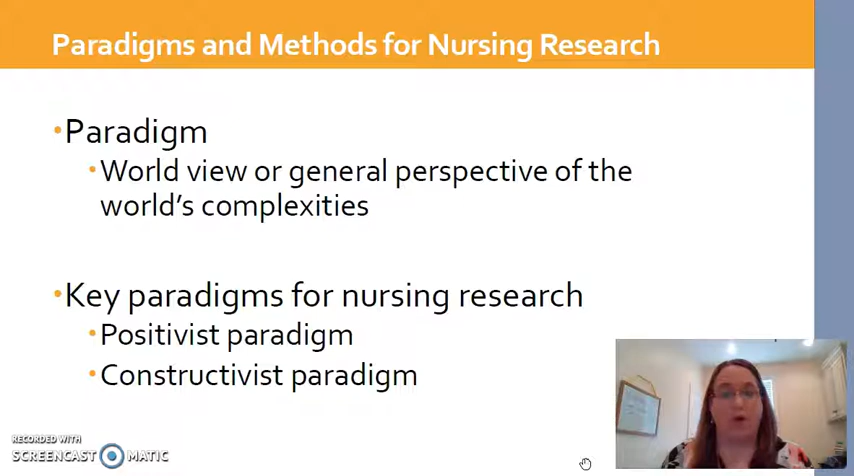 Paradigms and Methods for Nursing Research
•Paradigm
•World view or general perspective of the
world's complexities
•Key paradigms for nursing research
•Positivist paradigm
•Constructivist paradigm
RECORDED WITH
SCREENCAST MATIC